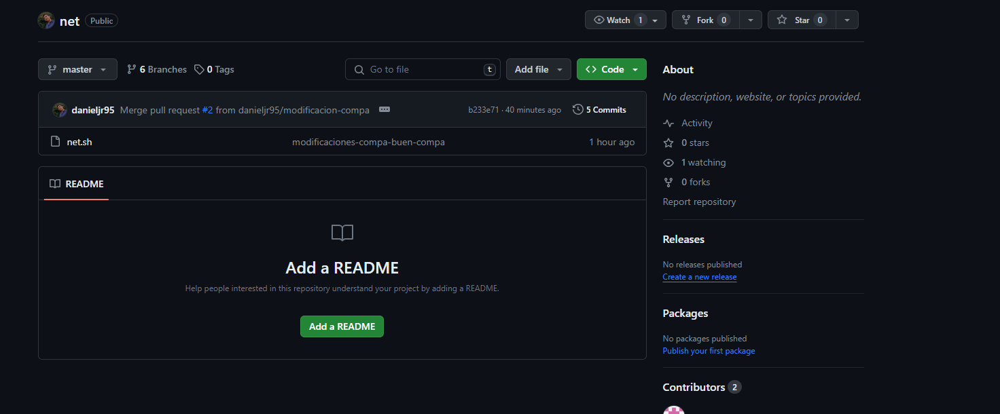 net Public Watch 1 Fork 0 Star 0
master 6 Branches 0 Tags Go to file t Add file Code
danieljr95 Merge pull request #2 from danieljr95/modificacion-compa b233e71 · 40 minutes ago 5 Commits
net.sh modificaciones-compa-buen-compa 1 hour ago
README
Add a README
Help people interested in this repository understand your project by adding a README.
Add a README
About
No description, website, or topics provided.
Activity
0 stars
1 watching
0 forks
Report repository
Releases
No releases published
Create a new release
Packages
No packages published
Publish your first package
Contributors 2